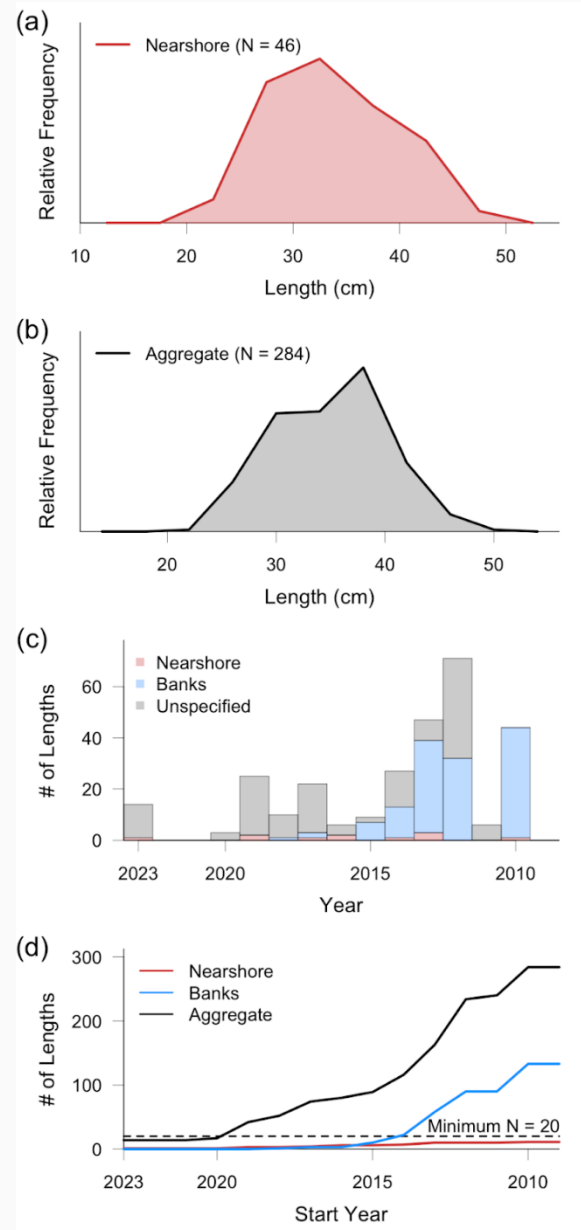 (a)
Nearshore (N = 46)
Relative Frequency
10 20 30 40 50
Length (cm)
(b)
Aggregate (N = 284)
Relative Frequency
20 30 40 50
Length (cm)
(c)
Nearshore
Banks
Unspecified
# of Lengths
60
40
20
0
2023 2020 2015 2010
Year
(d)
Nearshore
Banks
Aggregate
# of Lengths
300
200
100
0
Minimum N = 20
2023 2020 2015 2010
Start Year